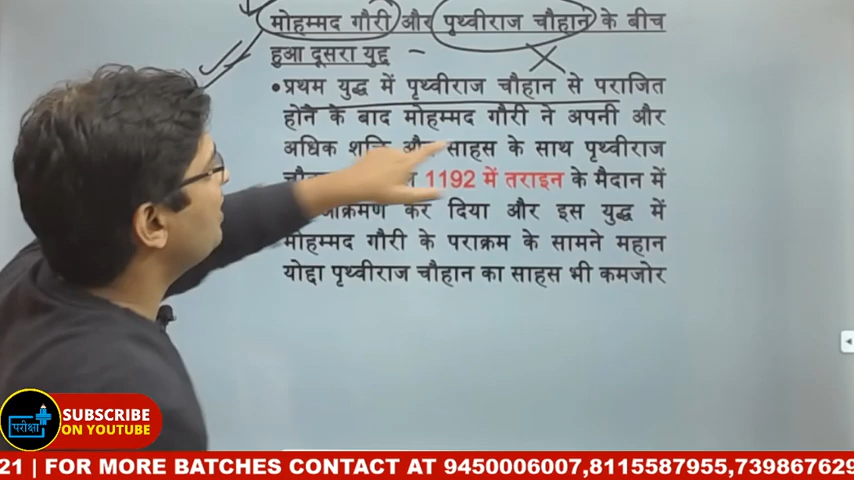 मोहम्मद गौरी और पृथ्वीराज चौहान के बीच
हुआ दूसरा युद्द –
•प्रथम युद्ध में पृथ्वीराज चौहान से पराजित
होने के बाद मोहम्मद गौरी ने अपनी और
अधिक शक्ति और साहस के साथ पृथ्वीराज
1192 में तराइन के मैदान में
आक्रमण कर दिया और इस युद्ध में
मोहम्मद गौरी के पराक्रम के सामने महान
योद्दा पृथ्वीराज चौहान का साहस भी कमजोर
परीक्षा
SUBSCRIBE
ON YOUTUBE
21 | FOR MORE BATCHES CONTACT AT 9450006007,8115587955,739867629